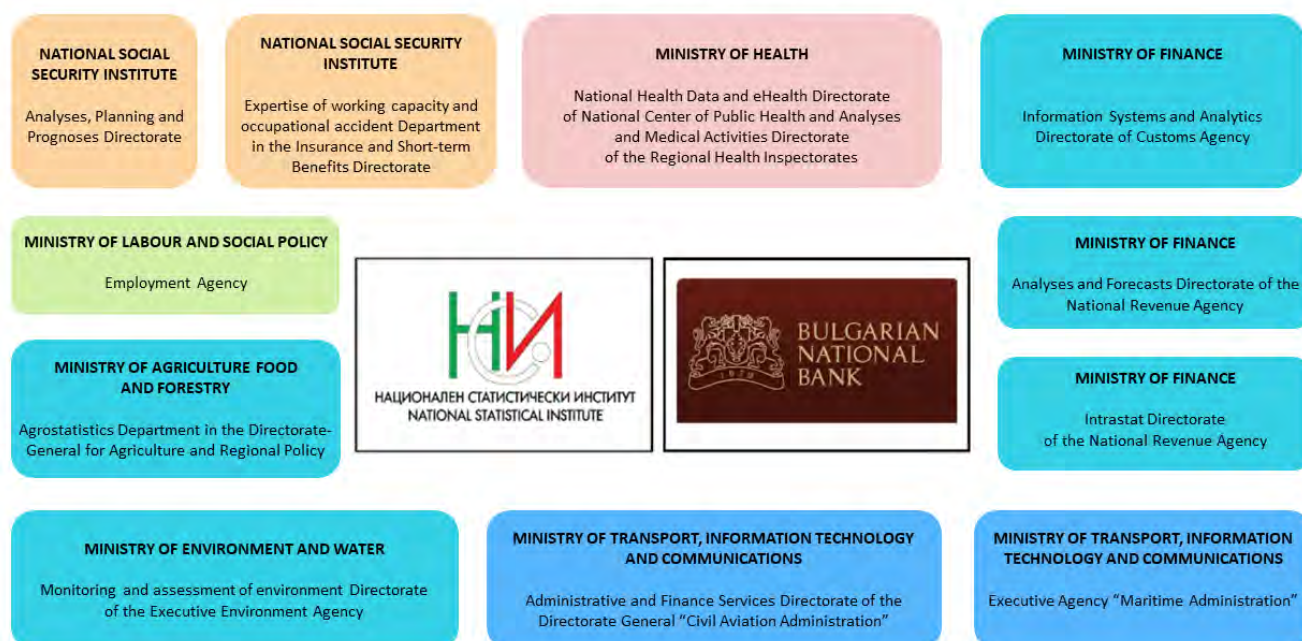 NATIONAL SOCIAL
SECURITY INSTITUTE
Analyses, Planning and
Prognoses Directorate
NATIONAL SOCIAL SECURITY
INSTITUTE
Expertise of working capacity and
occupational accident Department
in the Insurance and Short-term
Benefits Directorate
MINISTRY OF HEALTH
National Health Data and eHealth Directorate
of National Center of Public Health and Analyses
and Medical Activities Directorate
of the Regional Health Inspectorates
MINISTRY OF FINANCE
Information Systems and Analytics
Directorate of Customs Agency
MINISTRY OF LABOUR AND SOCIAL POLICY
Employment Agency
MINISTRY OF FINANCE
Analyses and Forecasts Directorate of the
National Revenue Agency
НСИ
НАЦИОНАЛЕН СТАТИСТИЧЕСКИ ИНСТИТУТ
NATIONAL STATISTICAL INSTITUTE
1879
BULGARIAN
NATIONAL
BANK
MINISTRY OF AGRICULTURE FOOD
AND FORESTRY
Agrostatistics Department in the Directorate-
General for Agriculture and Regional Policy
MINISTRY OF FINANCE
Intrastat Directorate
of the National Revenue Agency
MINISTRY OF ENVIRONMENT AND WATER
Monitoring and assessment of environment Directorate
of the Executive Environment Agency
MINISTRY OF TRANSPORT, INFORMATION TECHNOLOGY
AND COMMUNICATIONS
Administrative and Finance Services Directorate of the
Directorate General "Civil Aviation Administration"
MINISTRY OF TRANSPORT, INFORMATION
TECHNOLOGY AND COMMUNICATIONS
Executive Agency "Maritime Administration"